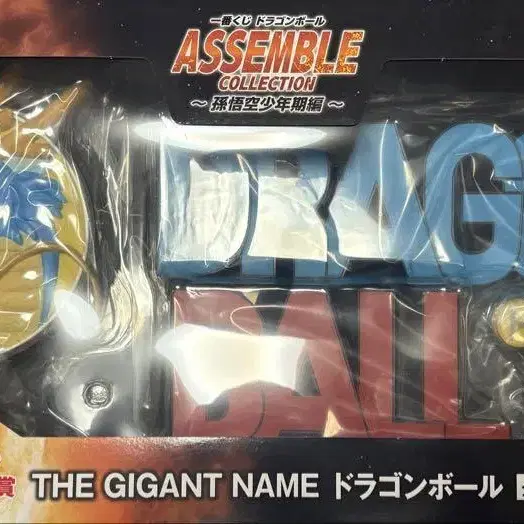 一番くじ ドラゴンボール
ASSEMBLE
COLLECTION
～ 孫悟空少年期編 ～
DRAG
BALL
賞 THE GIGANT NAME ドラゴンボール